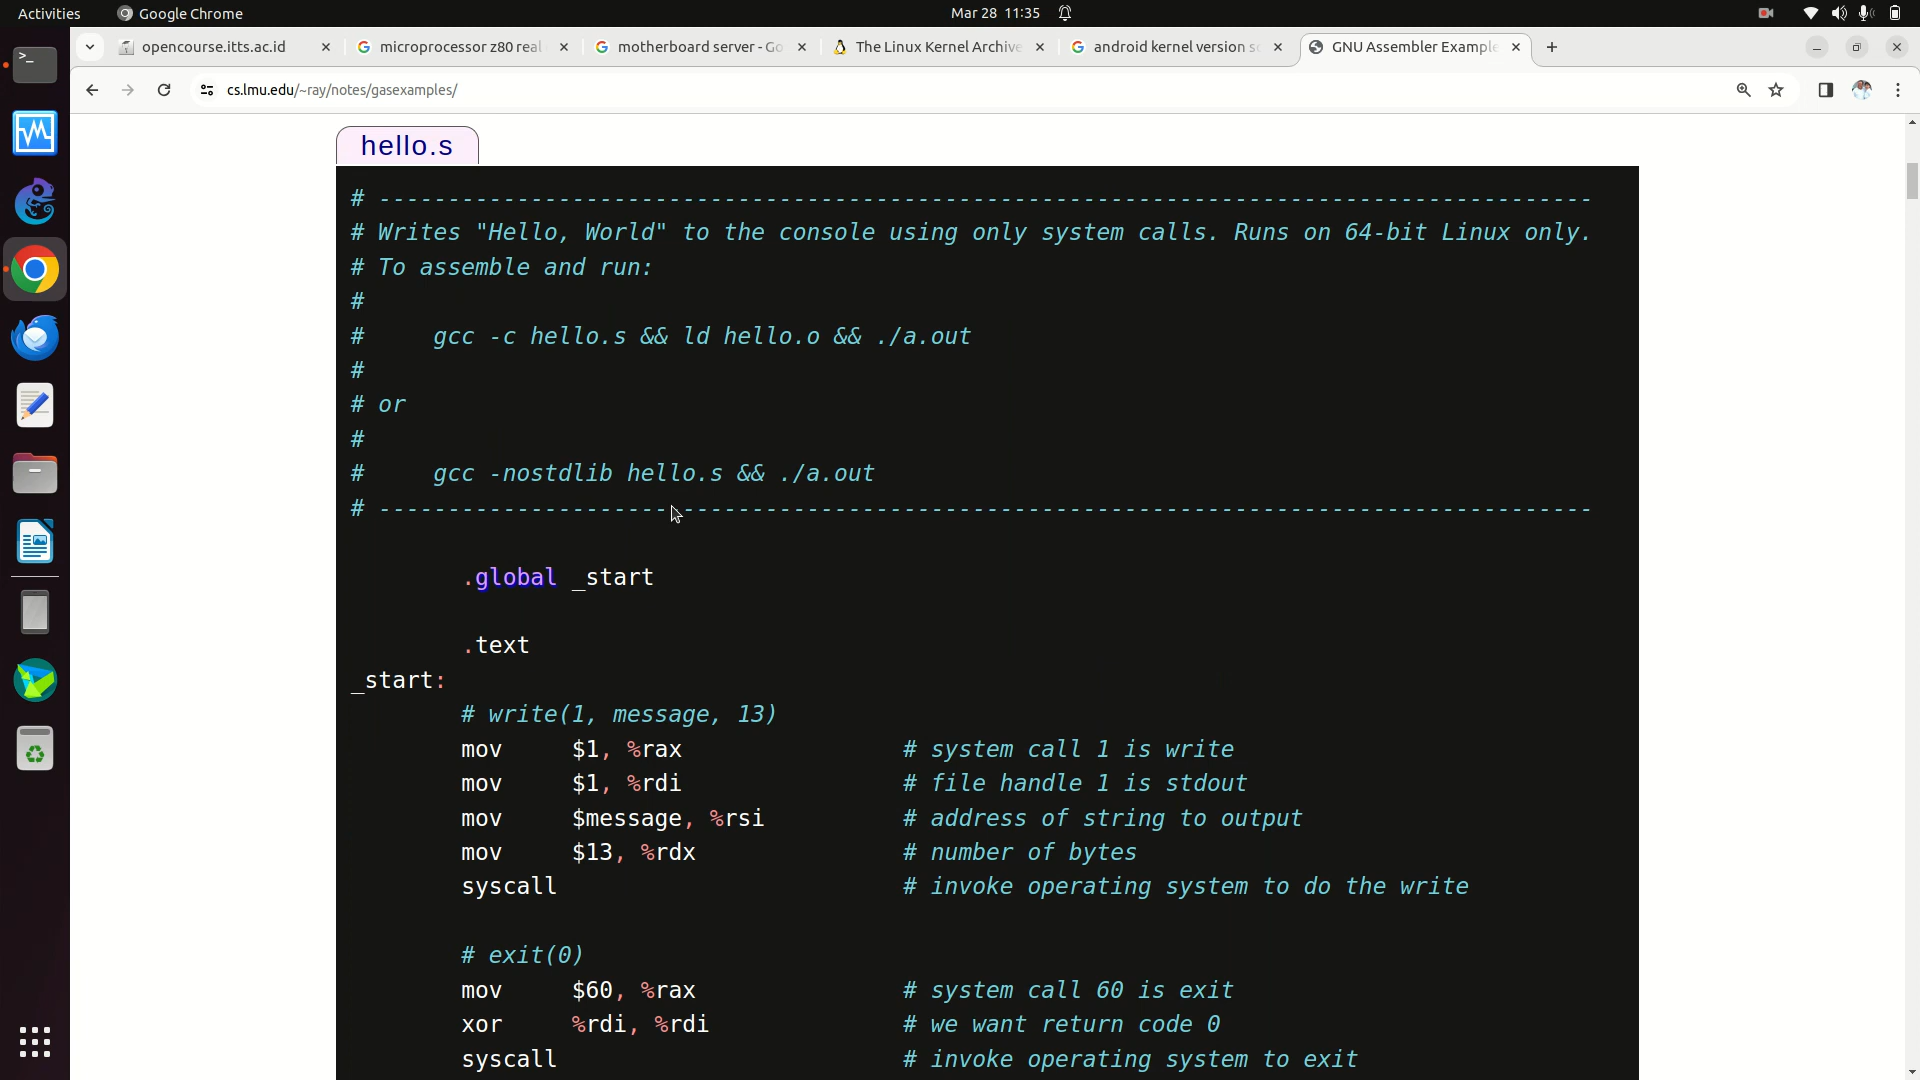 Activities
Google Chrome
Mar 28 11:35
opencourse.itts.ac.id
microprocessor z80 real
motherboard server - Go
The Linux Kernel Archive
android kernel version s
GNU Assembler Example
cs.lmu.edu/~ray/notes/gasexamples/
hello.s
# ----------------------------------------------------------------------------------------
# Writes "Hello, World" to the console using only system calls. Runs on 64-bit Linux only.
# To assemble and run:
#
#     gcc -c hello.s && ld hello.o && ./a.out
#
# or
#
#     gcc -nostdlib hello.s && ./a.out
# ----------------------------------------------------------------------------------------
.global _start
.text
_start:
# write(1, message, 13)
mov     $1, %rax                # system call 1 is write
mov     $1, %rdi                # file handle 1 is stdout
mov     $message, %rsi          # address of string to output
mov     $13, %rdx               # number of bytes
syscall                         # invoke operating system to do the write
# exit(0)
mov     $60, %rax               # system call 60 is exit
xor     %rdi, %rdi              # we want return code 0
syscall                         # invoke operating system to exit